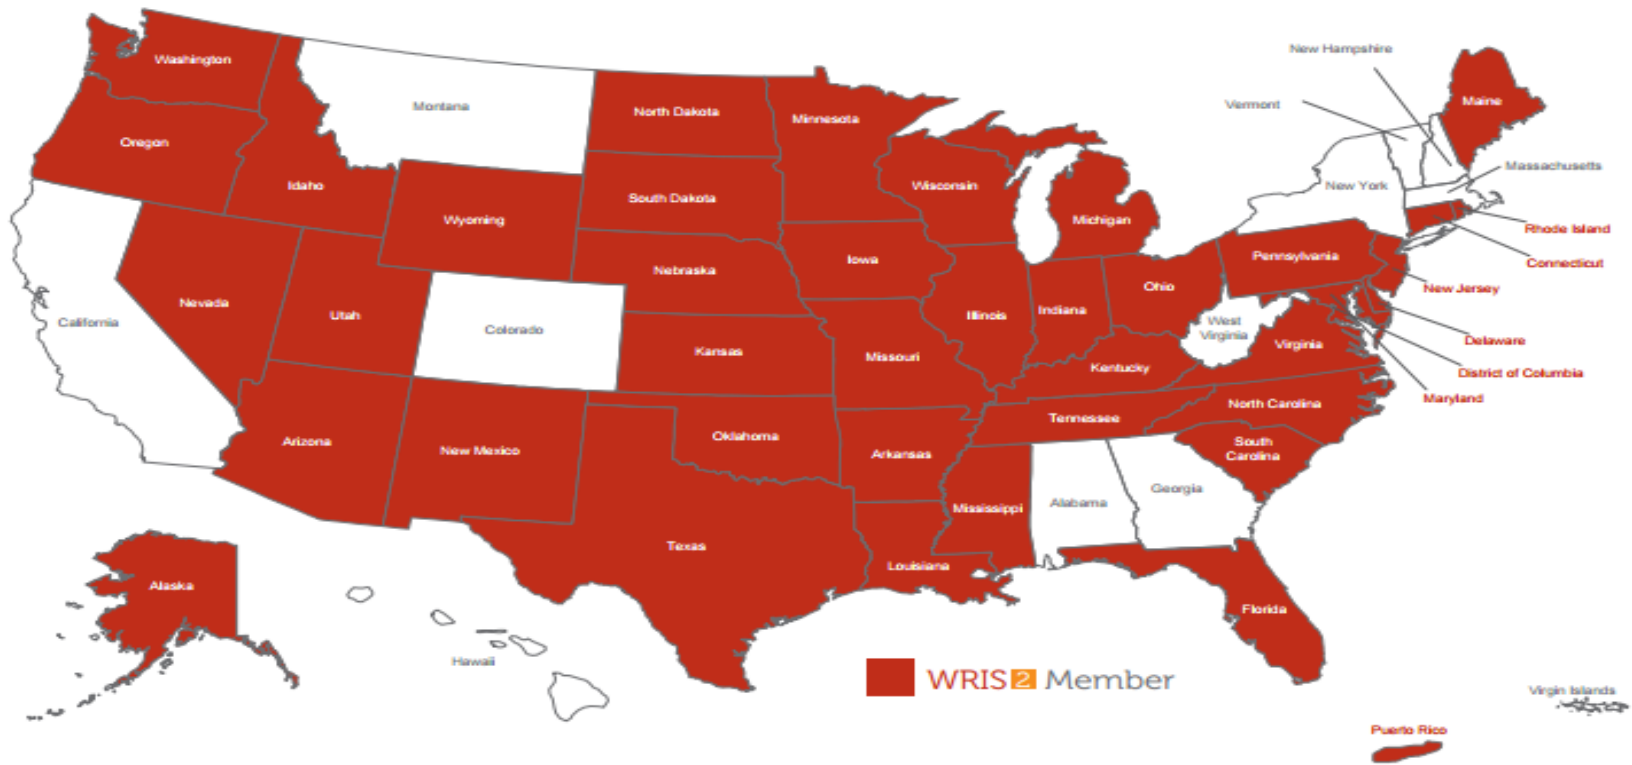 New Hampshire
Washington
Vermont
Maine
Montana
North Dakota
Minnesota
Oregon
Massachusetts
Idaho
Wisconsin
New York
South Dakota
Wyoming
Michigan
Rhode Island
Iowa
Pennsylvania
Connecticut
Nebraska
Ohio
New Jersey
Nevada
Utah
Illinois
Indiana
California
Colorado
West
Virginia
Virginia
Delaware
Kansas
Missouri
Kentucky
District of Columbia
Maryland
North Carolina
Tennessee
Arizona
New Mexico
Oklahoma
Arkansas
South
Carolina
Mississippi
Alabama
Georgia
Texas
Louisiana
Alaska
Florida
Hawaii
WRIS 2 Member
Virgin Islands
Puerto Rico